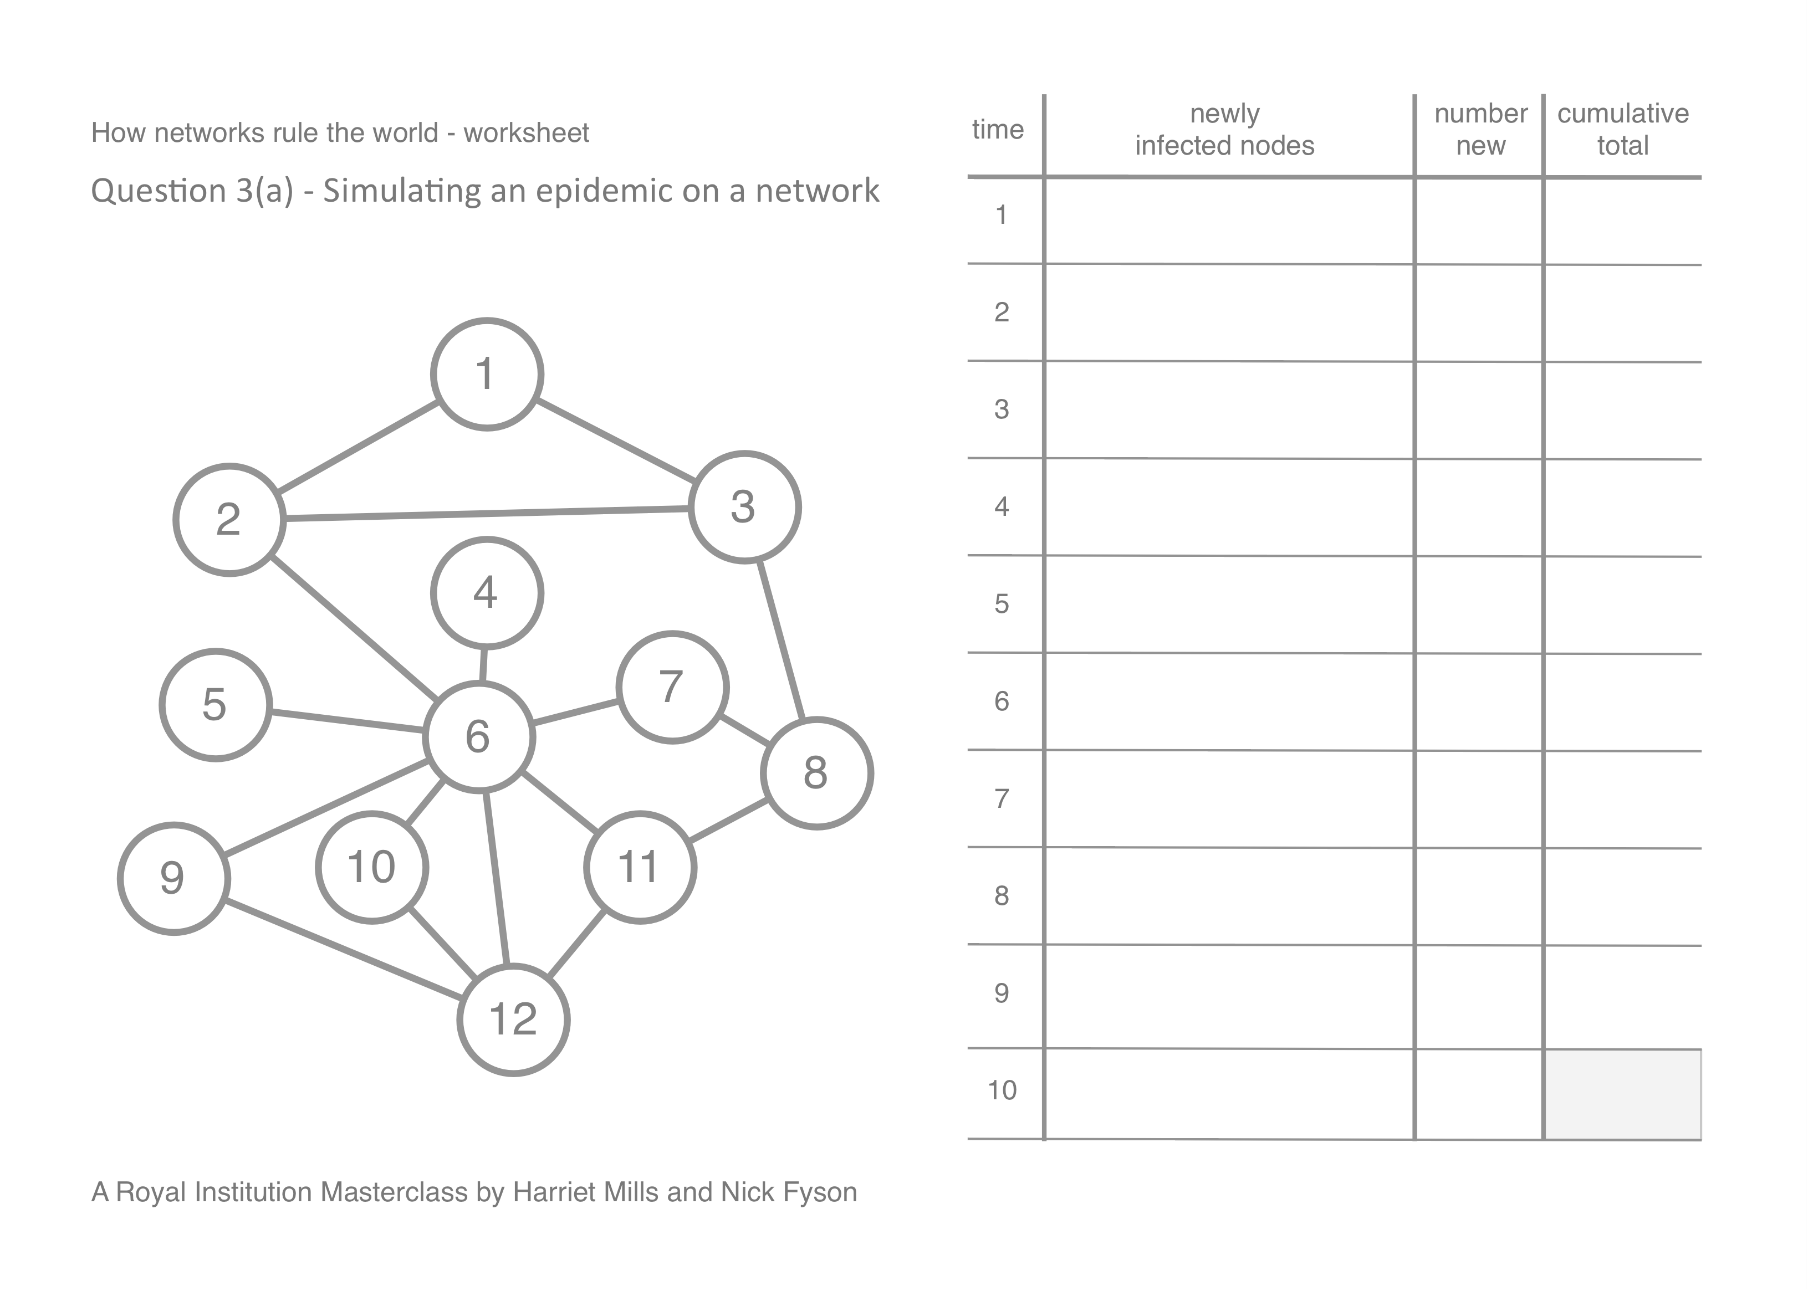 How networks rule the world - worksheet
Question 3(a) - Simulating an epidemic on a network
1
2
3
4
5
6
7
8
9
10
11
12
A Royal Institution Masterclass by Harriet Mills and Nick Fyson
time
newly
infected nodes
number
new
cumulative
total
1
2
3
4
5
6
7
8
9
10